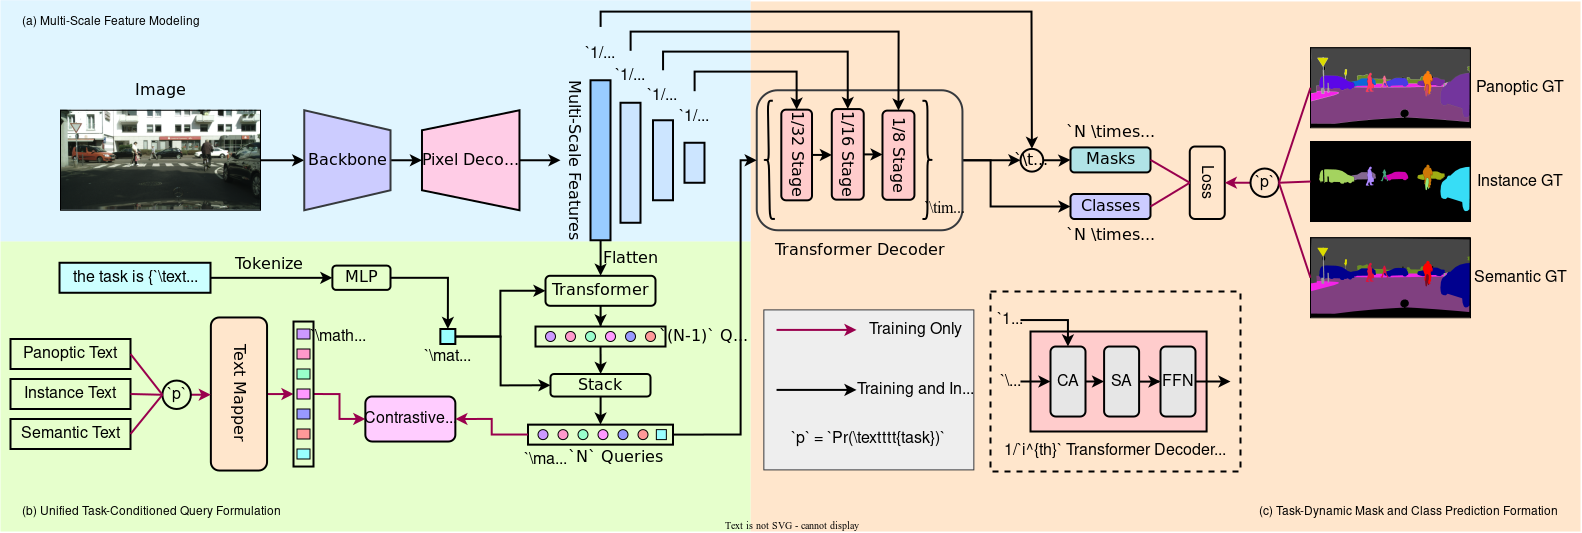 (a) Multi-Scale Feature Modeling
Image
Backbone
Pixel Deco...
Multi-Scale Features
`1/...
`1/...
`1/...
`1/...
1/32 Stage
1/16 Stage
1/8 Stage
`\tim...
Transformer Decoder
`\t...
`N \times...
Masks
Classes
`N \times...
Loss
`p`
Panoptic GT
Instance GT
Semantic GT
the task is {`\text...
Tokenize
MLP
`\mat...
Flatten
Transformer
`(N-1)` Q...
Stack
`\ma...
`N` Queries
Panoptic Text
Instance Text
Semantic Text
`p`
Text Mapper
`\math...
Contrastive...
Training Only
Training and In...
`p` = `Pr(\textttt{task})`
`1...
`\...
CA
SA
FFN
1/`i^{th}` Transformer Decoder...
(b) Unified Task-Conditioned Query Formulation
(c) Task-Dynamic Mask and Class Prediction Formation
Text is not SVG - cannot display